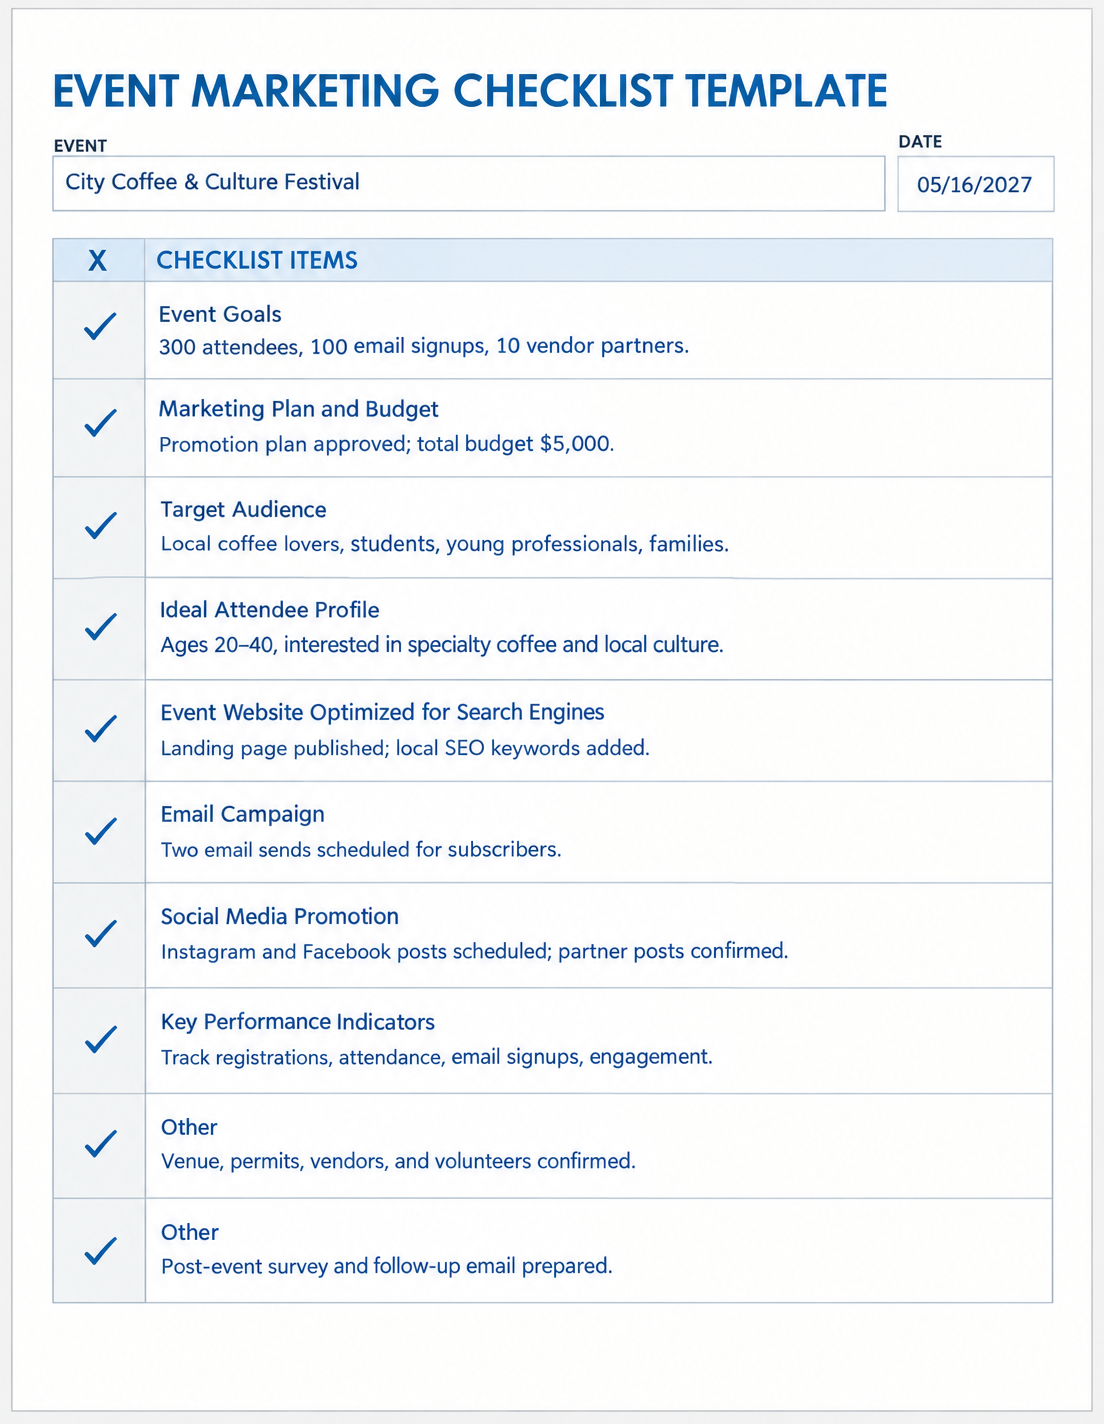 EVENT MARKETING CHECKLIST TEMPLATE
EVENT
DATE
City Coffee & Culture Festival
05/16/2027
X
CHECKLIST ITEMS
Event Goals
300 attendees, 100 email signups, 10 vendor partners.
Marketing Plan and Budget
Promotion plan approved; total budget $5,000.
Target Audience
Local coffee lovers, students, young professionals, families.
Ideal Attendee Profile
Ages 20–40, interested in specialty coffee and local culture.
Event Website Optimized for Search Engines
Landing page published; local SEO keywords added.
Email Campaign
Two email sends scheduled for subscribers.
Social Media Promotion
Instagram and Facebook posts scheduled; partner posts confirmed.
Key Performance Indicators
Track registrations, attendance, email signups, engagement.
Other
Venue, permits, vendors, and volunteers confirmed.
Other
Post-event survey and follow-up email prepared.